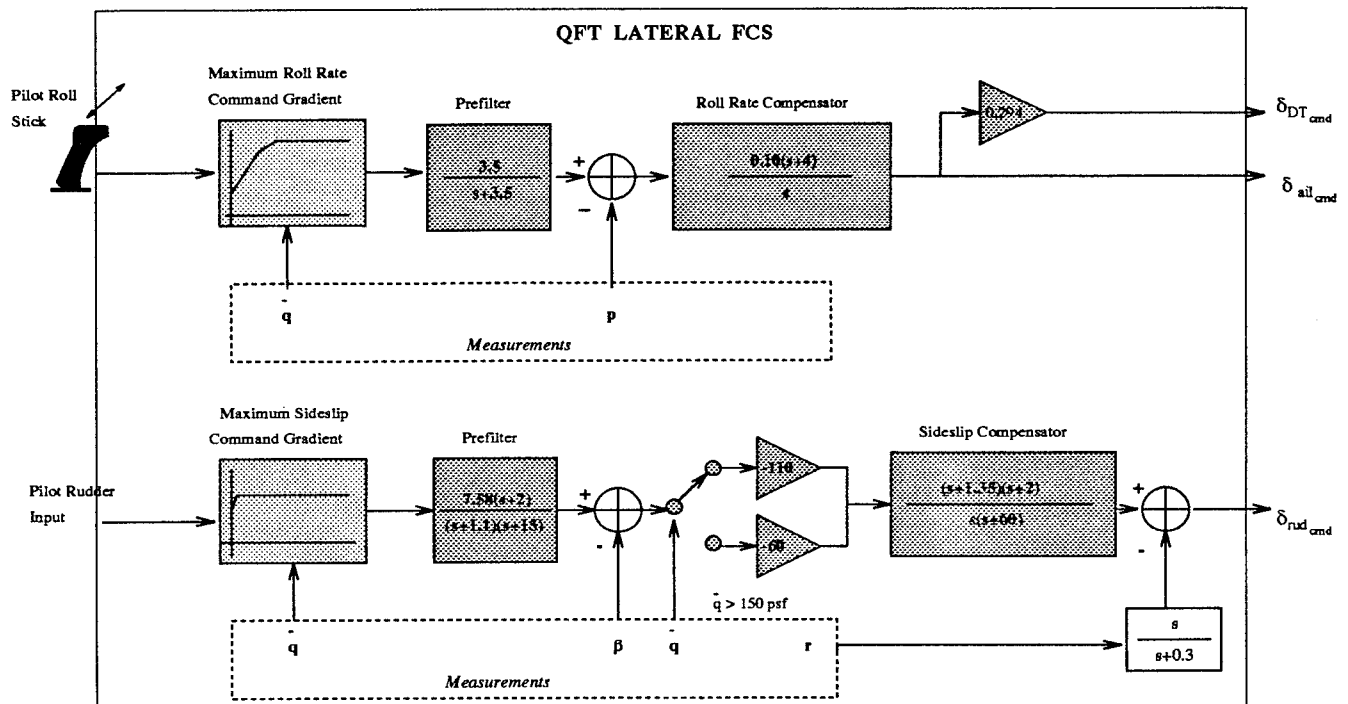 QFT LATERAL FCS
Pilot Roll
Stick
Maximum Roll Rate
Command Gradient
Prefilter
3.5
s+3.5
+
−
Roll Rate Compensator
0.10(s+4)
s
0.294
δDTcmd
δailcmd
q̄
p
Measurements
Pilot Rudder
Input
Maximum Sideslip
Command Gradient
Prefilter
7.58(s+2)
(s+1.1)(s+15)
+
-
-110
-60
q̄ > 150 psf
Sideslip Compensator
(s+1.35)(s+2)
s(s+60)
+
-
δrudcmd
q̄
β
q̄
r
s
s+0.3
Measurements